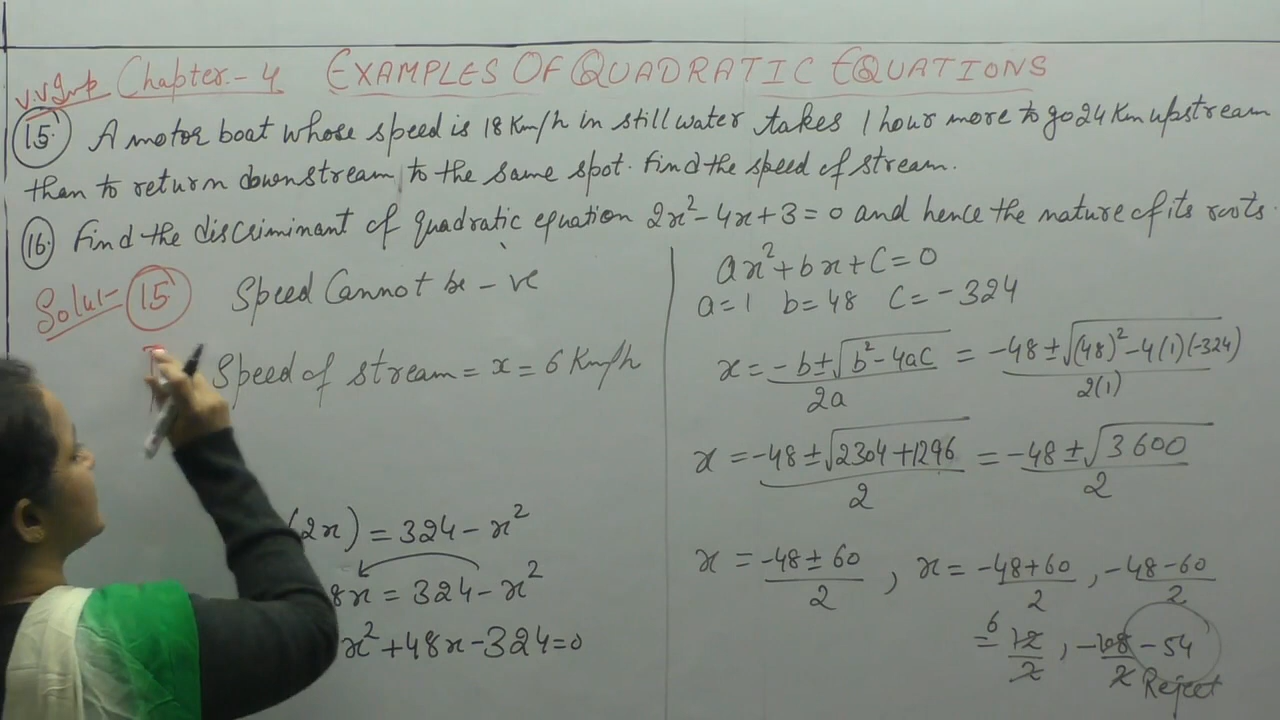 V.V. Imp Chapter-4 EXAMPLES OF QUADRATIC EQUATIONS
15. A motor boat whose speed is 18 Km/h in still water takes 1 hour more to go 24 Km upstream
than to return downstream to the same spot. Find the speed of stream.
16. Find the discriminant of quadratic equation 2x² - 4x + 3 = 0 and hence the nature of its roots.
Solu:- 15 Speed Cannot be - ve
Speed of stream = x = 6 Km/h
(2x) = 324 - x²
8x = 324 - x²
x² + 48x - 324 = 0
ax² + bx + c = 0
a = 1 b = 48 c = -324
x = -b ± √b² - 4ac / 2a = -48 ± √(48)² - 4(1)(-324) / 2(1)
x = -48 ± √2304 + 1296 / 2 = -48 ± √3600 / 2
x = -48 ± 60 / 2 , x = -48 + 60 / 2 , -48 - 60 / 2
= 6 12/2 , -108/2 - 54
Reject